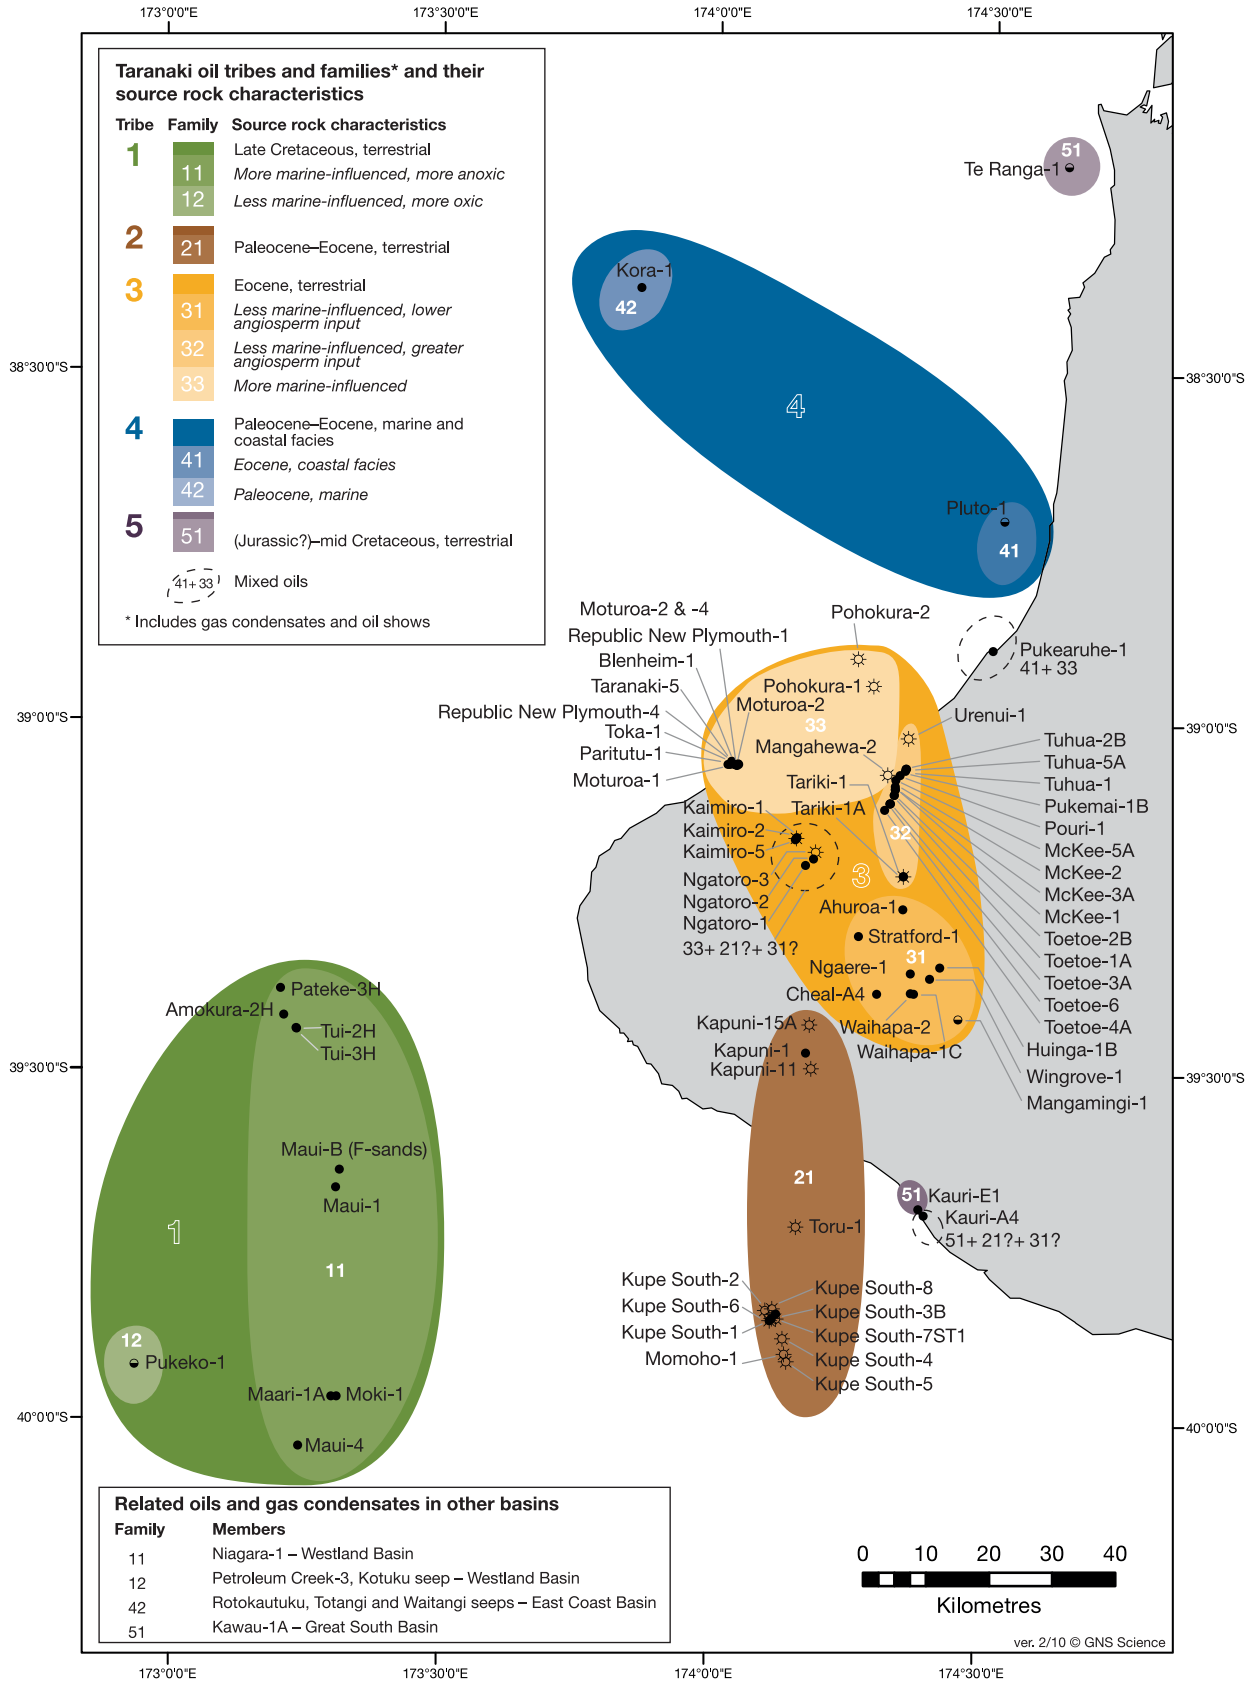 173°0'0"E
173°30'0"E
174°0'0"E
174°30'0"E
Taranaki oil tribes and families* and their
source rock characteristics
Tribe Family Source rock characteristics
1
Late Cretaceous, terrestrial
11 More marine-influenced, more anoxic
12 Less marine-influenced, more oxic
2
21 Paleocene–Eocene, terrestrial
3
Eocene, terrestrial
31 Less marine-influenced, lower
angiosperm input
32 Less marine-influenced, greater
angiosperm input
33 More marine-influenced
4
Paleocene–Eocene, marine and
coastal facies
41 Eocene, coastal facies
42 Paleocene, marine
5
51 (Jurassic?)–mid Cretaceous, terrestrial
41+ 33 Mixed oils
* Includes gas condensates and oil shows
51
Te Ranga-1
Kora-1
42
4
Pluto-1
41
38°30'0"S
38°30'0"S
Moturoa-2 & -4
Republic New Plymouth-1
Blenheim-1
Taranaki-5
Republic New Plymouth-4
Toka-1
Paritutu-1
Moturoa-1
Pohokura-2
Pohokura-1
Moturoa-2
33
Mangahewa-2
Tariki-1
Tariki-1A
Pukearuhe-1
41+ 33
Urenui-1
39°0'0"S
39°0'0"S
Tuhua-2B
Tuhua-5A
Tuhua-1
Pukemai-1B
Pouri-1
McKee-5A
McKee-2
McKee-3A
McKee-1
Toetoe-2B
Toetoe-1A
Toetoe-3A
Toetoe-6
Toetoe-4A
Huinga-1B
Wingrove-1
Mangamingi-1
Kaimiro-1
Kaimiro-2
Kaimiro-5
Ngatoro-3
Ngatoro-2
Ngatoro-1
33+ 21?+ 31?
32
3
Ahuroa-1
Stratford-1
31
Ngaere-1
Cheal-A4
Waihapa-2
Waihapa-1C
Kapuni-15A
Kapuni-1
Kapuni-11
39°30'0"S
39°30'0"S
21
Toru-1
51
Kauri-E1
Kauri-A4
51+ 21?+ 31?
Kupe South-2
Kupe South-6
Kupe South-1
Momoho-1
Kupe South-8
Kupe South-3B
Kupe South-7ST1
Kupe South-4
Kupe South-5
Pateke-3H
Amokura-2H
Tui-2H
Tui-3H
Maui-B (F-sands)
Maui-1
1
11
12
Pukeko-1
Maari-1A
Moki-1
Maui-4
40°0'0"S
40°0'0"S
Related oils and gas condensates in other basins
Family Members
11 Niagara-1 – Westland Basin
12 Petroleum Creek-3, Kotuku seep – Westland Basin
42 Rotokautuku, Totangi and Waitangi seeps – East Coast Basin
51 Kawau-1A – Great South Basin
0 10 20 30 40
Kilometres
ver. 2/10 © GNS Science
173°0'0"E
173°30'0"E
174°0'0"E
174°30'0"E